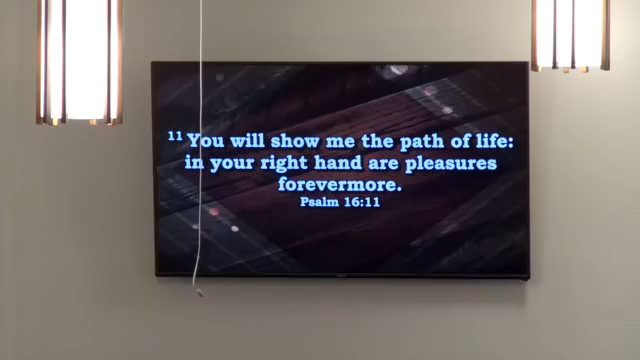 11 You will show me the path of life:
in your right hand are pleasures
forevermore.
Psalm 16:11